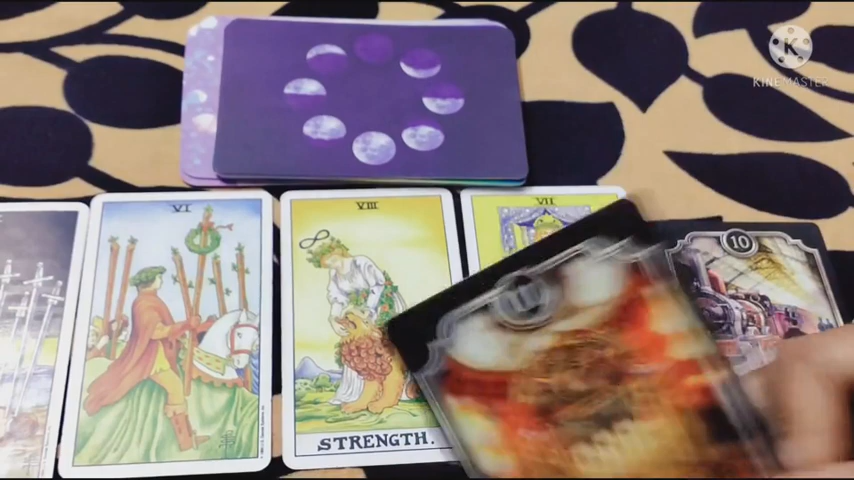 K
KINEMASTER
VI
VIII
VII
10
STRENGTH.